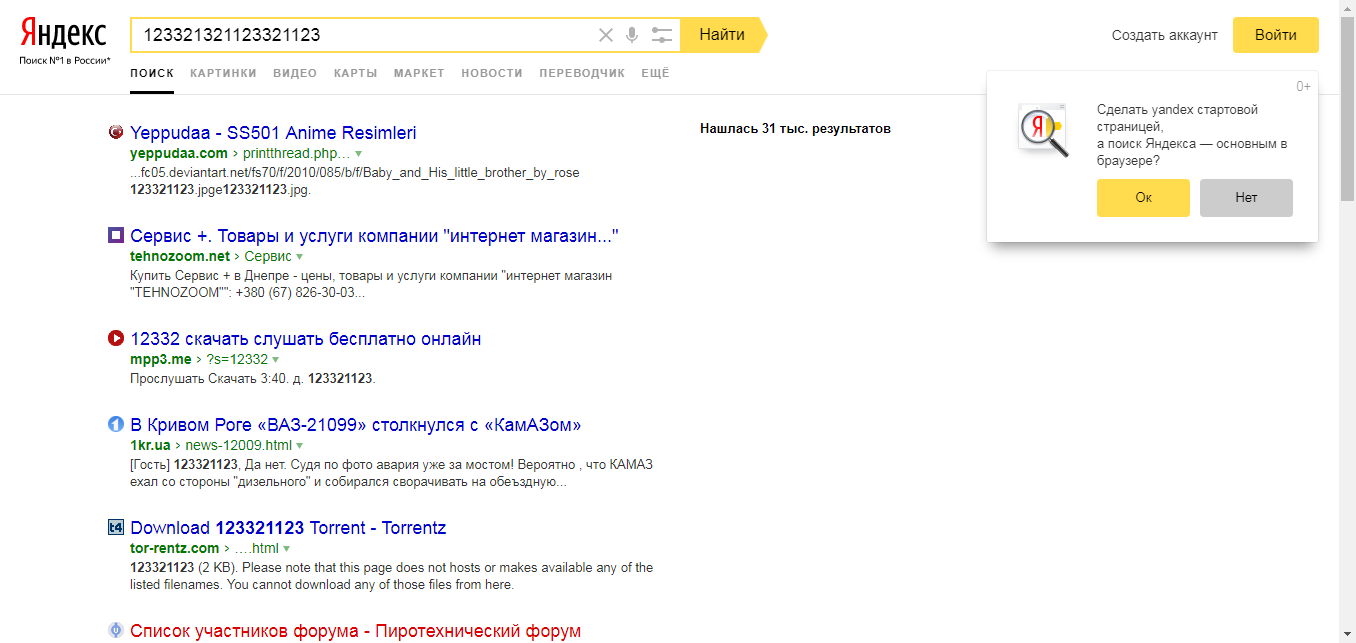 Яндекс
Поиск №1 в России*
123321321123321123
Найти
Создать аккаунт
Войти
ПОИСК КАРТИНКИ ВИДЕО КАРТЫ МАРКЕТ НОВОСТИ ПЕРЕВОДЧИК ЕЩЁ
0+
Сделать yandex стартовой
страницей,
а поиск Яндекса — основным в
браузере?
Ок
Нет
Нашлась 31 тыс. результатов
Yeppudaa - SS501 Anime Resimleri
yeppudaa.com › printthread.php…
...fc05.deviantart.net/fs70/f/2010/085/b/f/Baby_and_His_little_brother_by_rose
123321123.jpge123321123.jpg.
Сервис +. Товары и услуги компании "интернет магазин..."
tehnozoom.net › Сервис
Купить Сервис + в Днепре - цены, товары и услуги компании "интернет магазин
"TEHNOZOOM"": +380 (67) 826-30-03...
12332 скачать слушать бесплатно онлайн
mpp3.me › ?s=12332
Прослушать Скачать 3:40. д. 123321123.
В Кривом Роге «ВАЗ-21099» столкнулся с «КамАЗом»
1kr.ua › news-12009.html
[Гость] 123321123, Да нет. Судя по фото авария уже за мостом! Вероятно , что КАМАЗ
ехал со стороны "дизельного" и собирался сворачивать на объездную...
t4
Download 123321123 Torrent - Torrentz
tor-rentz.com › ….html
123321123 (2 KB). Please note that this page does not hosts or makes available any of the
listed filenames. You cannot download any of those files from here.
Список участников форума - Пиротехнический форум